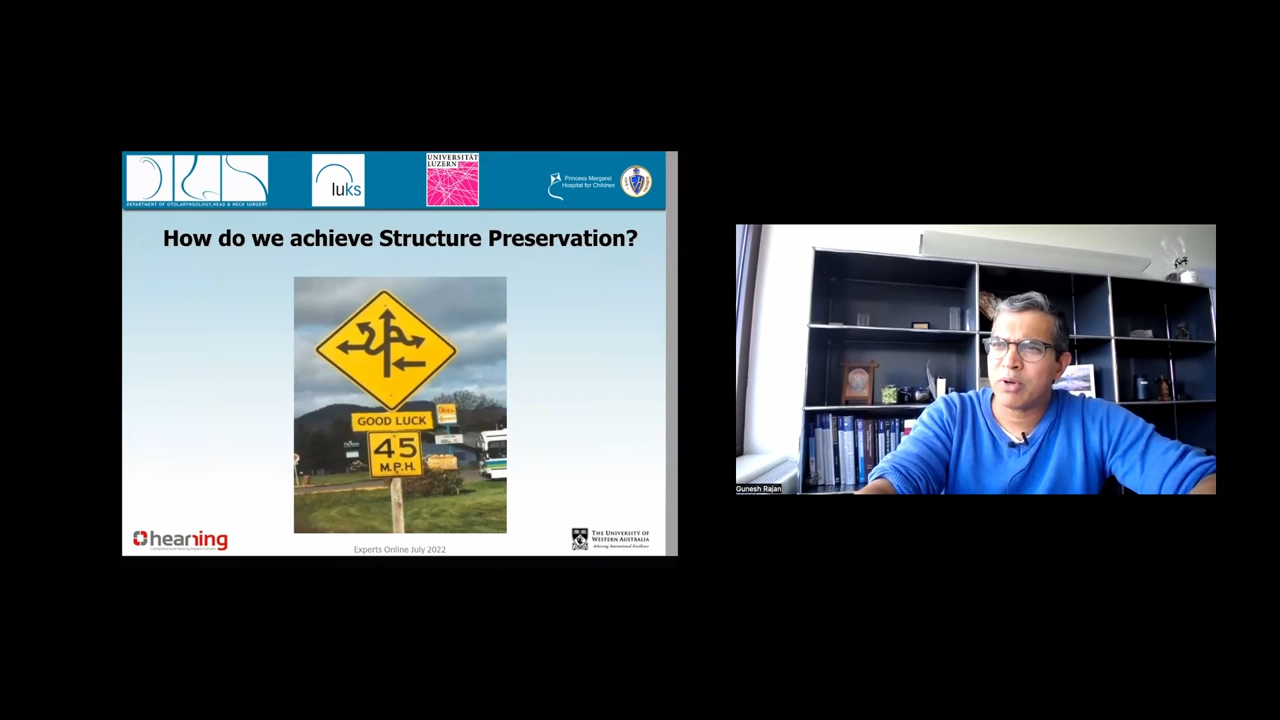 DEPARTMENT OF OTOLARYNGOLOGY, HEAD & NECK SURGERY
luks
UNIVERSITÄT
LUZERN
Princess Margaret
Hospital for Children
How do we achieve Structure Preservation?
GOOD LUCK
45
M.P.H.
hearring
Experts Online July 2022
THE UNIVERSITY OF
WESTERN AUSTRALIA
Achieving International Excellence
Gunesh Rajan